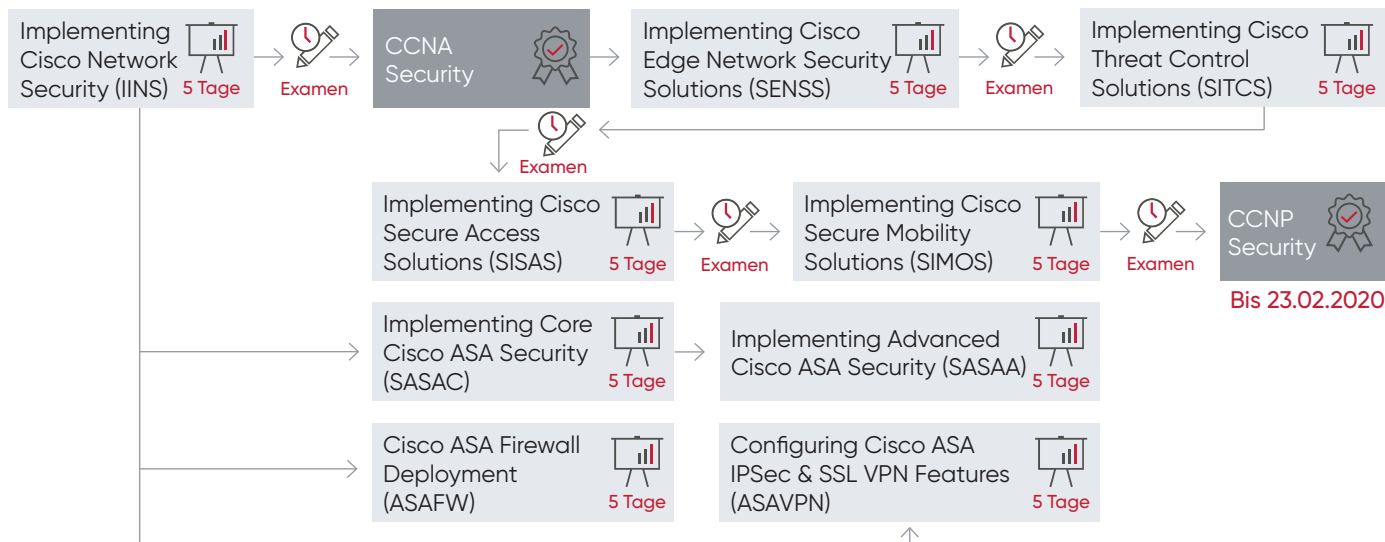 Implementing
Cisco Network
Security (IINS)
5 Tage
Examen
CCNA
Security
Implementing Cisco
Edge Network Security
Solutions (SENSS)
5 Tage
Examen
Implementing Cisco
Threat Control
Solutions (SITCS)
5 Tage
Examen
Implementing Cisco
Secure Access
Solutions (SISAS)
5 Tage
Examen
Implementing Cisco
Secure Mobility
Solutions (SIMOS)
5 Tage
Examen
CCNP
Security
Bis 23.02.2020
Implementing Core
Cisco ASA Security
(SASAC)
5 Tage
Implementing Advanced
Cisco ASA Security (SASAA)
5 Tage
Cisco ASA Firewall
Deployment
(ASAFW)
5 Tage
Configuring Cisco ASA
IPSec & SSL VPN Features
(ASAVPN)
5 Tage